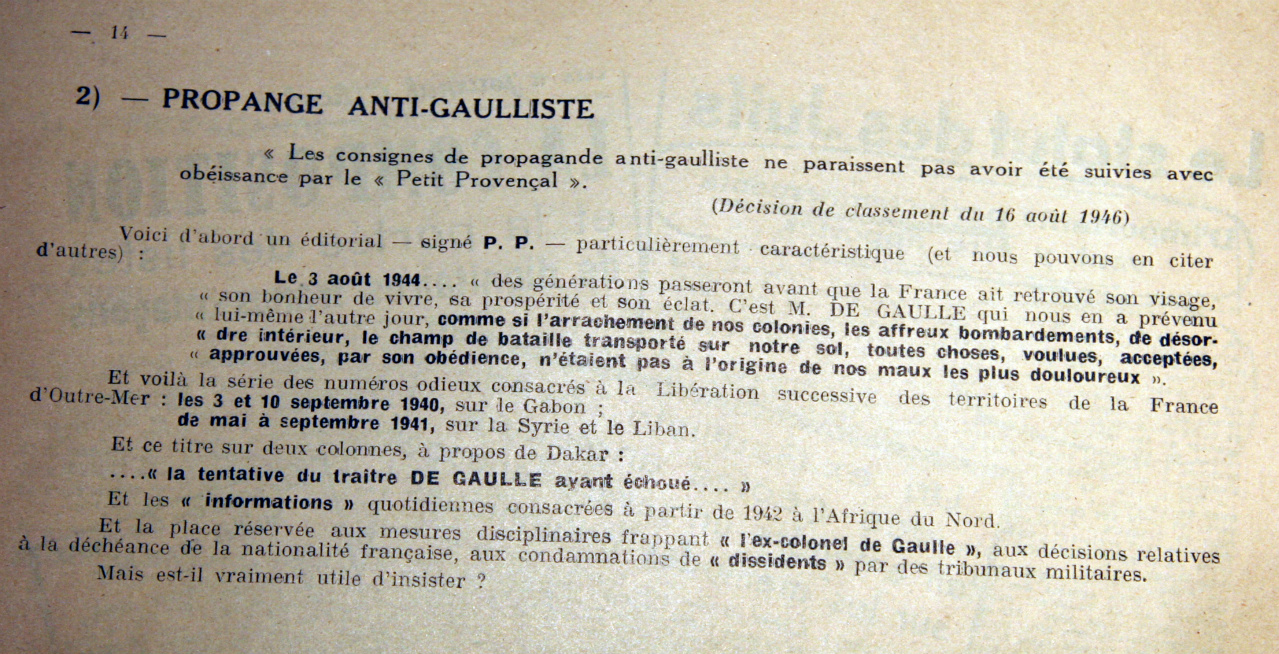 — 14 —
2) — PROPANGE ANTI-GAULLISTE
« Les consignes de propagande anti-gaulliste ne paraissent pas avoir été suivies avec
obéissance par le « Petit Provençal ».
(Décision de classement du 16 août 1946)
Voici d'abord un éditorial — signé P. P. — particulièrement caractéristique (et nous pouvons en citer
d'autres) :
Le 3 août 1944.... « des générations passeront avant que la France ait retrouvé son visage,
« son bonheur de vivre, sa prospérité et son éclat. C'est M. DE GAULLE qui nous en a prévenu
« lui-même l'autre jour, comme si l'arrachement de nos colonies, les affreux bombardements, de désor-
« dre intérieur, le champ de bataille transporté sur notre sol, toutes choses, voulues, acceptées,
« approuvées, par son obédience, n'étaient pas à l'origine de nos maux les plus douloureux ».
Et voilà la série des numéros odieux consacrés à la Libération successive des territoires de la France
d'Outre-Mer : les 3 et 10 septembre 1940, sur le Gabon ;
de mai à septembre 1941, sur la Syrie et le Liban.
Et ce titre sur deux colonnes, à propos de Dakar :
....« la tentative du traître DE GAULLE ayant échoué.... »
Et les « informations » quotidiennes consacrées à partir de 1942 à l'Afrique du Nord.
Et la place réservée aux mesures disciplinaires frappant « l'ex-colonel de Gaulle », aux décisions relatives
à la déchéance de la nationalité française, aux condamnations de « dissidents » par des tribunaux militaires.
Mais est-il vraiment utile d'insister ?